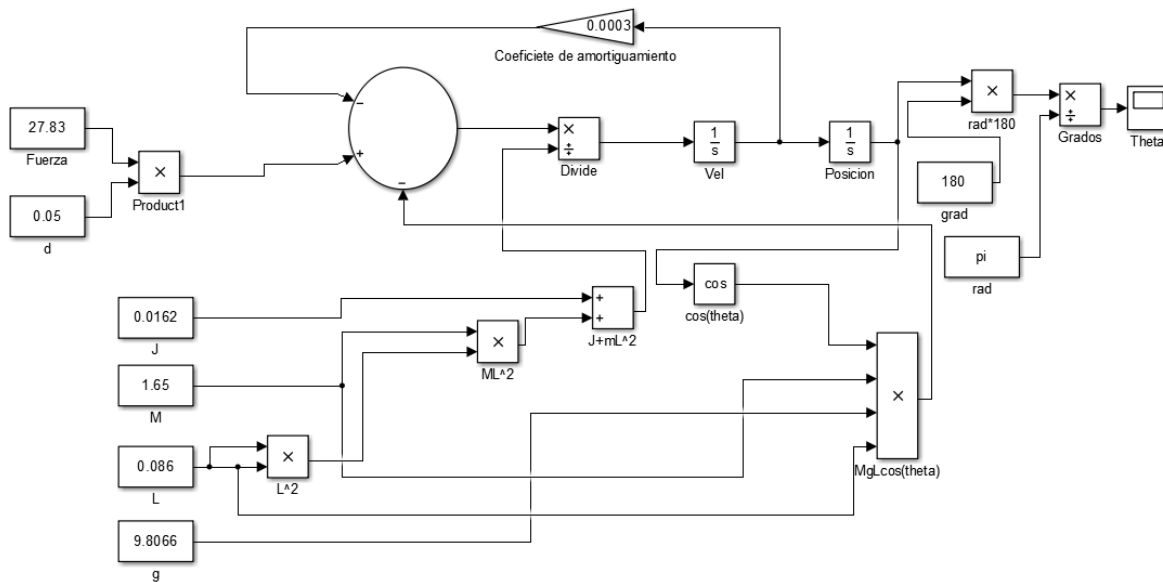 0.0003
Coeficiete de amortiguamiento
−
+
−
27.83
Fuerza
×
Product1
0.05
d
×
÷
Divide
1
s
Vel
1
s
Posicion
×
rad*180
×
÷
Grados
Theta
180
grad
pi
rad
cos
cos(theta)
0.0162
J
+
+
J+mL^2
×
ML^2
1.65
M
×
MgLcos(theta)
0.086
L
×
L^2
9.8066
g